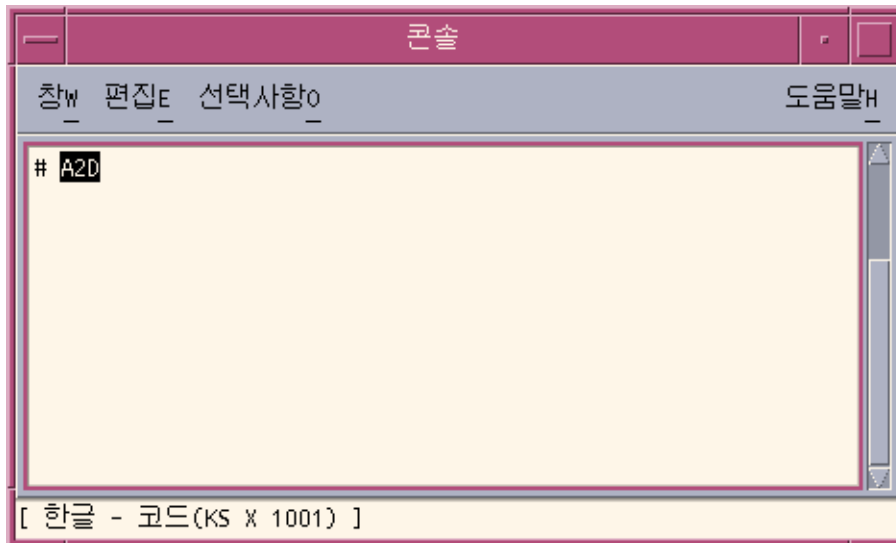 콘솔
창W 편집E 선택사항O 도움말H
# A2D
[ 한글 - 코드(KS X 1001) ]